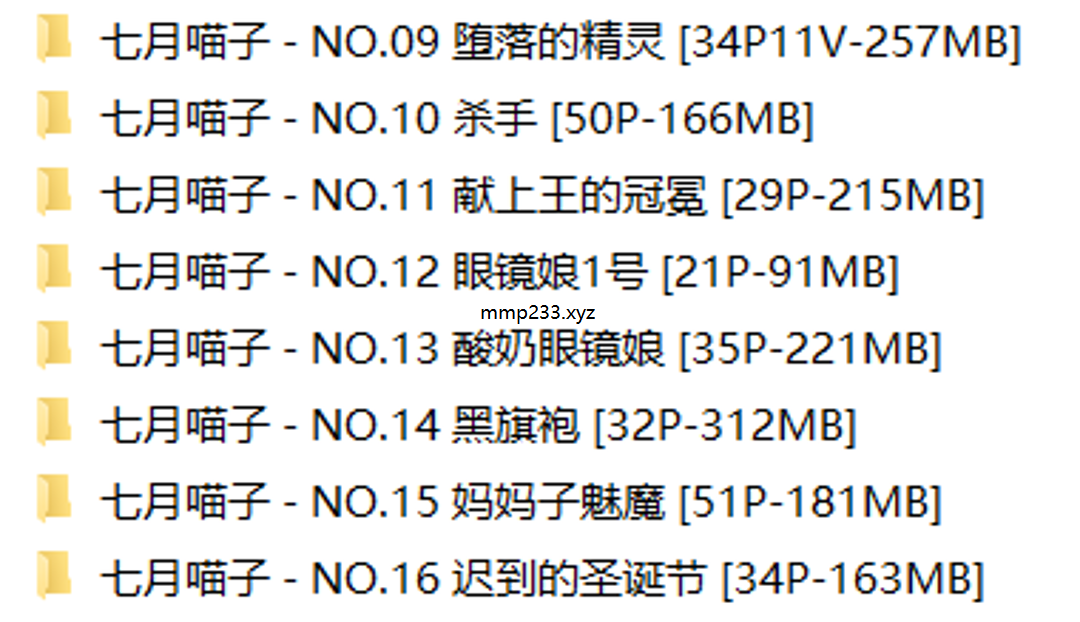 七月喵子 - NO.09 堕落的精灵 [34P11V-257MB]
七月喵子 - NO.10 杀手 [50P-166MB]
七月喵子 - NO.11 献上王的冠冕 [29P-215MB]
七月喵子 - NO.12 眼镜娘1号 [21P-91MB]
mmp233.xyz
七月喵子 - NO.13 酸奶眼镜娘 [35P-221MB]
七月喵子 - NO.14 黑旗袍 [32P-312MB]
七月喵子 - NO.15 妈妈子魅魔 [51P-181MB]
七月喵子 - NO.16 迟到的圣诞节 [34P-163MB]